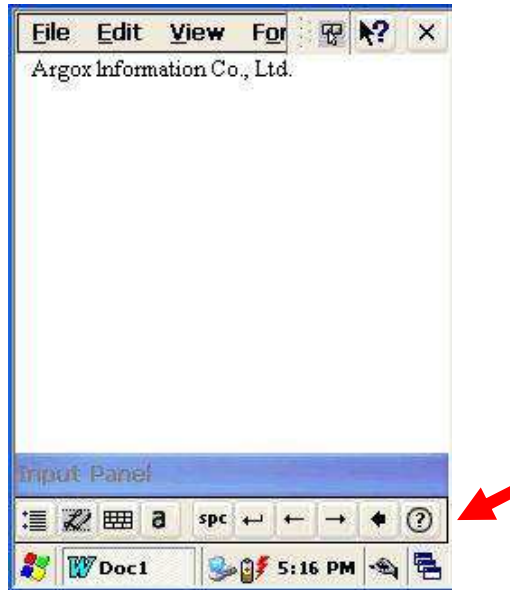 File Edit View For ?
Argox Information Co., Ltd.
Input Panel
a spc ?
Doc1 5:16 PM